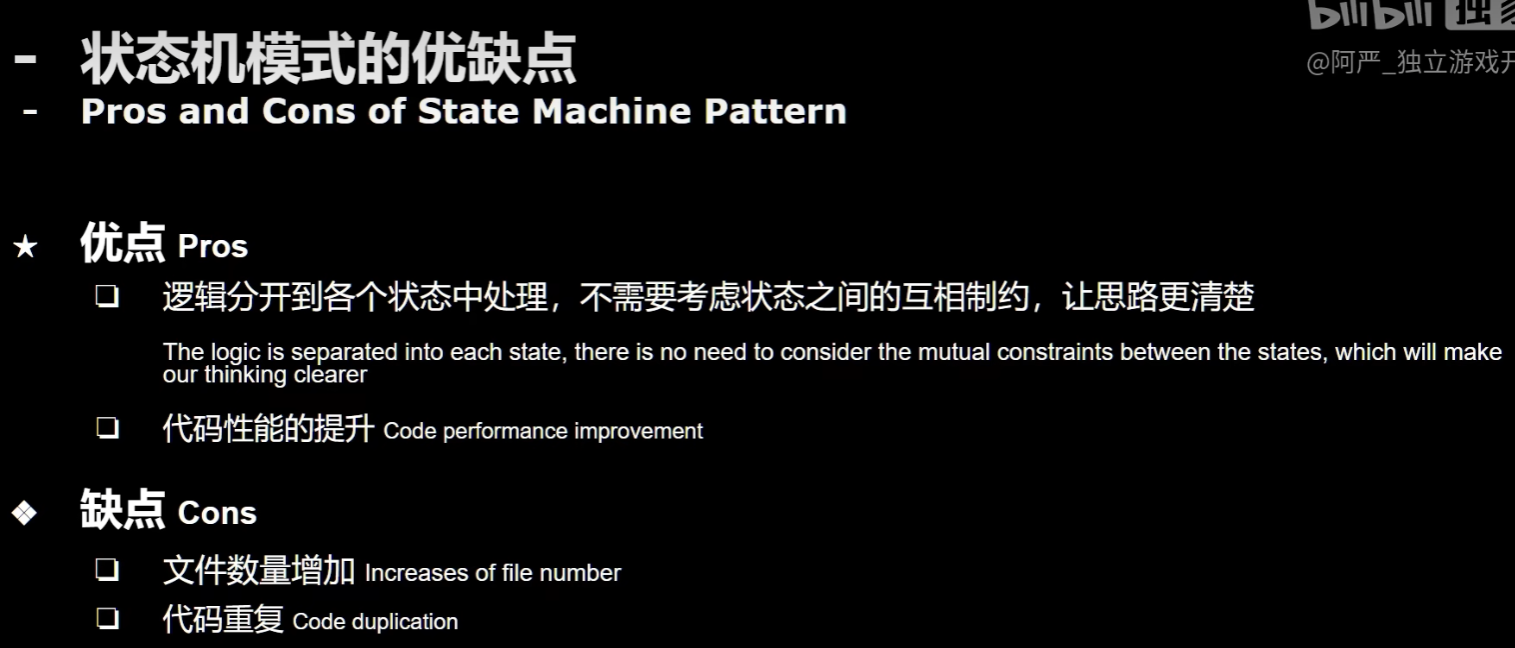 bilibili 独
@阿严_独立游戏开
- 状态机模式的优缺点
- Pros and Cons of State Machine Pattern
★ 优点 Pros
❏ 逻辑分开到各个状态中处理，不需要考虑状态之间的互相制约，让思路更清楚
The logic is separated into each state, there is no need to consider the mutual constraints between the states, which will make
our thinking clearer
❏ 代码性能的提升 Code performance improvement
❖ 缺点 Cons
❏ 文件数量增加 Increases of file number
❏ 代码重复 Code duplication